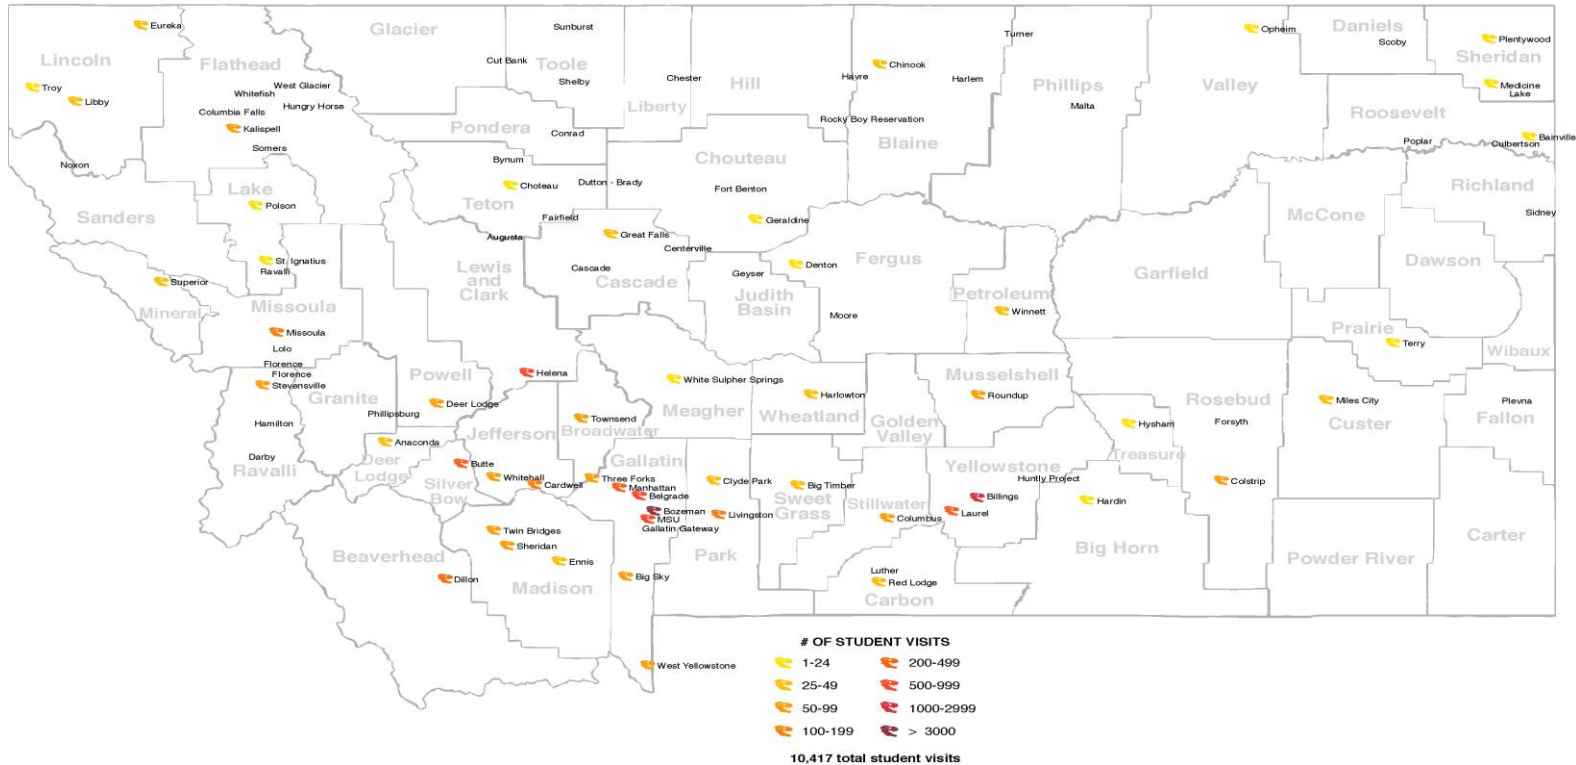 Eureka
Glacier
Sunburst
Turner
Opheim
Daniels
Scoby
Plentywood
Sheridan
Lincoln
Flathead
Cut Bank
Toole
Shelby
Chester
Hill
Havre
Chinook
Harlem
Phillips
Valley
Medicine
Lake
Troy
Libby
West Glacier
Whitefish
Hungry Horse
Columbia Falls
Kalispell
Somers
Liberty
Malta
Roosevelt
Pondera
Conrad
Rocky Boy Reservation
Blaine
Poplar
Bainville
Culbertson
Noxon
Bynum
Chouteau
Richland
Lake
Polson
Choteau
Teton
Dutton - Brady
Fort Benton
Sanders
Fairfield
Geraldine
McCone
Sidney
Augusta
Great Falls
Centerville
St. Ignatius
Ravalli
Superior
Lewis
and
Clark
Cascade
Cascade
Geyser
Denton
Fergus
Garfield
Dawson
Mineral
Missoula
Missoula
Lolo
Judith
Basin
Moore
Petroleum
Winnett
Prairie
Terry
Wibaux
Florence
Florence
Stevensville
Granite
Powell
Helena
White Sulpher Springs
Musselshell
Deer Lodge
Phillipsburg
Hamilton
Townsend
Meagher
Harlowton
Wheatland
Roundup
Rosebud
Miles City
Plevna
Fallon
Anaconda
Jefferson
Broadwater
Golden
Valley
Hysham
Forsyth
Custer
Darby
Ravalli
Deer
Lodge
Butte
Gallatin
Yellowstone
Treasure
Silver
Bow
Whitehall
Cardwell
Three Forks
Manhattan
Belgrade
Clyde Park
Big Timber
Sweet
Grass
Stillwater
Huntly Project
Billings
Laurel
Hardin
Colstrip
Bozeman
MSU
Gallatin Gateway
Livingston
Columbus
Twin Bridges
Sheridan
Beaverhead
Ennis
Park
Big Horn
Powder River
Carter
Dillon
Madison
Big Sky
Luther
Red Lodge
Carbon
West Yellowstone
# OF STUDENT VISITS
1-24
200-499
25-49
500-999
50-99
1000-2999
100-199
> 3000
10,417 total student visits